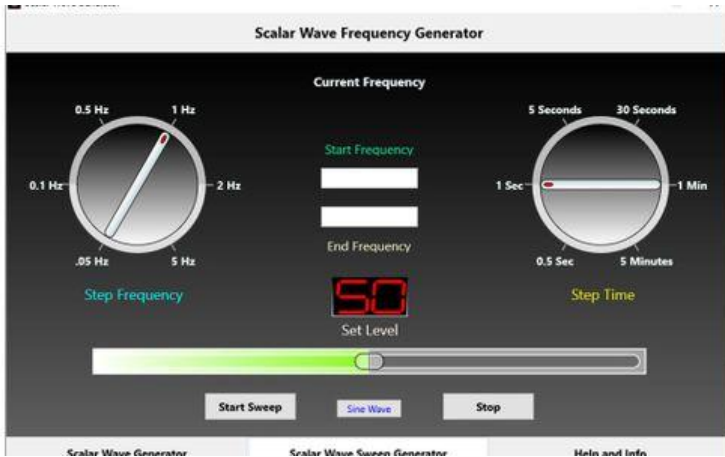 Scalar Wave Generator
Scalar Wave Frequency Generator
Current Frequency
0.5 Hz 1 Hz
5 Seconds 30 Seconds
Start Frequency
0.1 Hz 2 Hz
1 Sec 1 Min
End Frequency
.05 Hz 5 Hz
0.5 Sec 5 Minutes
Step Frequency
50
Step Time
Set Level
Start Sweep
Sine Wave
Stop
Scalar Wave Generator
Scalar Wave Sweep Generator
Help and Info